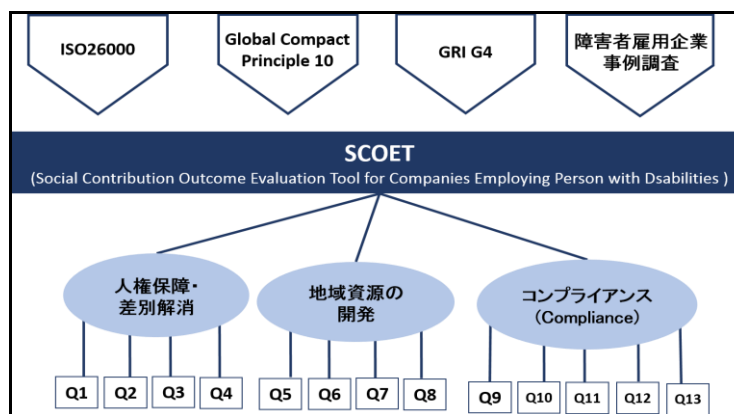 ISO26000
Global Compact
Principle 10
GRI G4
障害者雇用企業
事例調査
SCOET
(Social Contribution Outcome Evaluation Tool for Companies Employing Person with Dsabilities )
人権保障・
差別解消
地域資源の
開発
コンプライアンス
(Compliance)
Q1
Q2
Q3
Q4
Q5
Q6
Q7
Q8
Q9
Q10
Q11
Q12
Q13